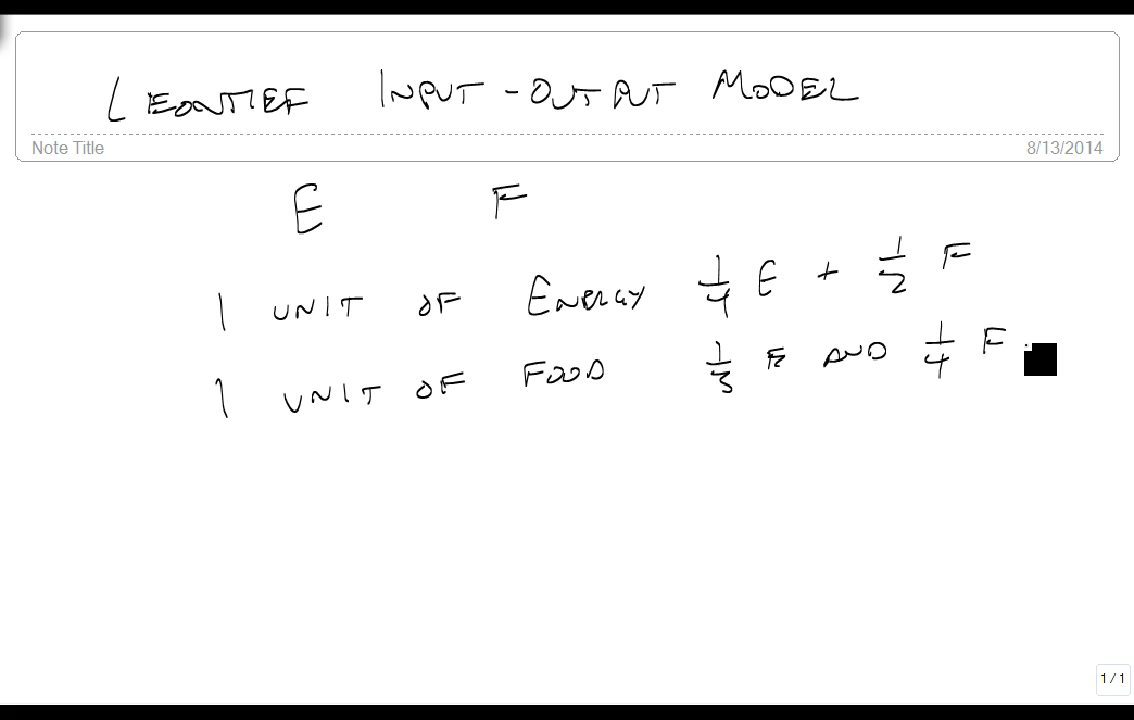 LEONTIEF INPUT-OUTPUT MODEL
Note Title 8/13/2014
E F
1 UNIT OF ENERGY 1/4 E + 1/2 F
1 UNIT OF FOOD 1/3 E AND 1/4 F
1/1